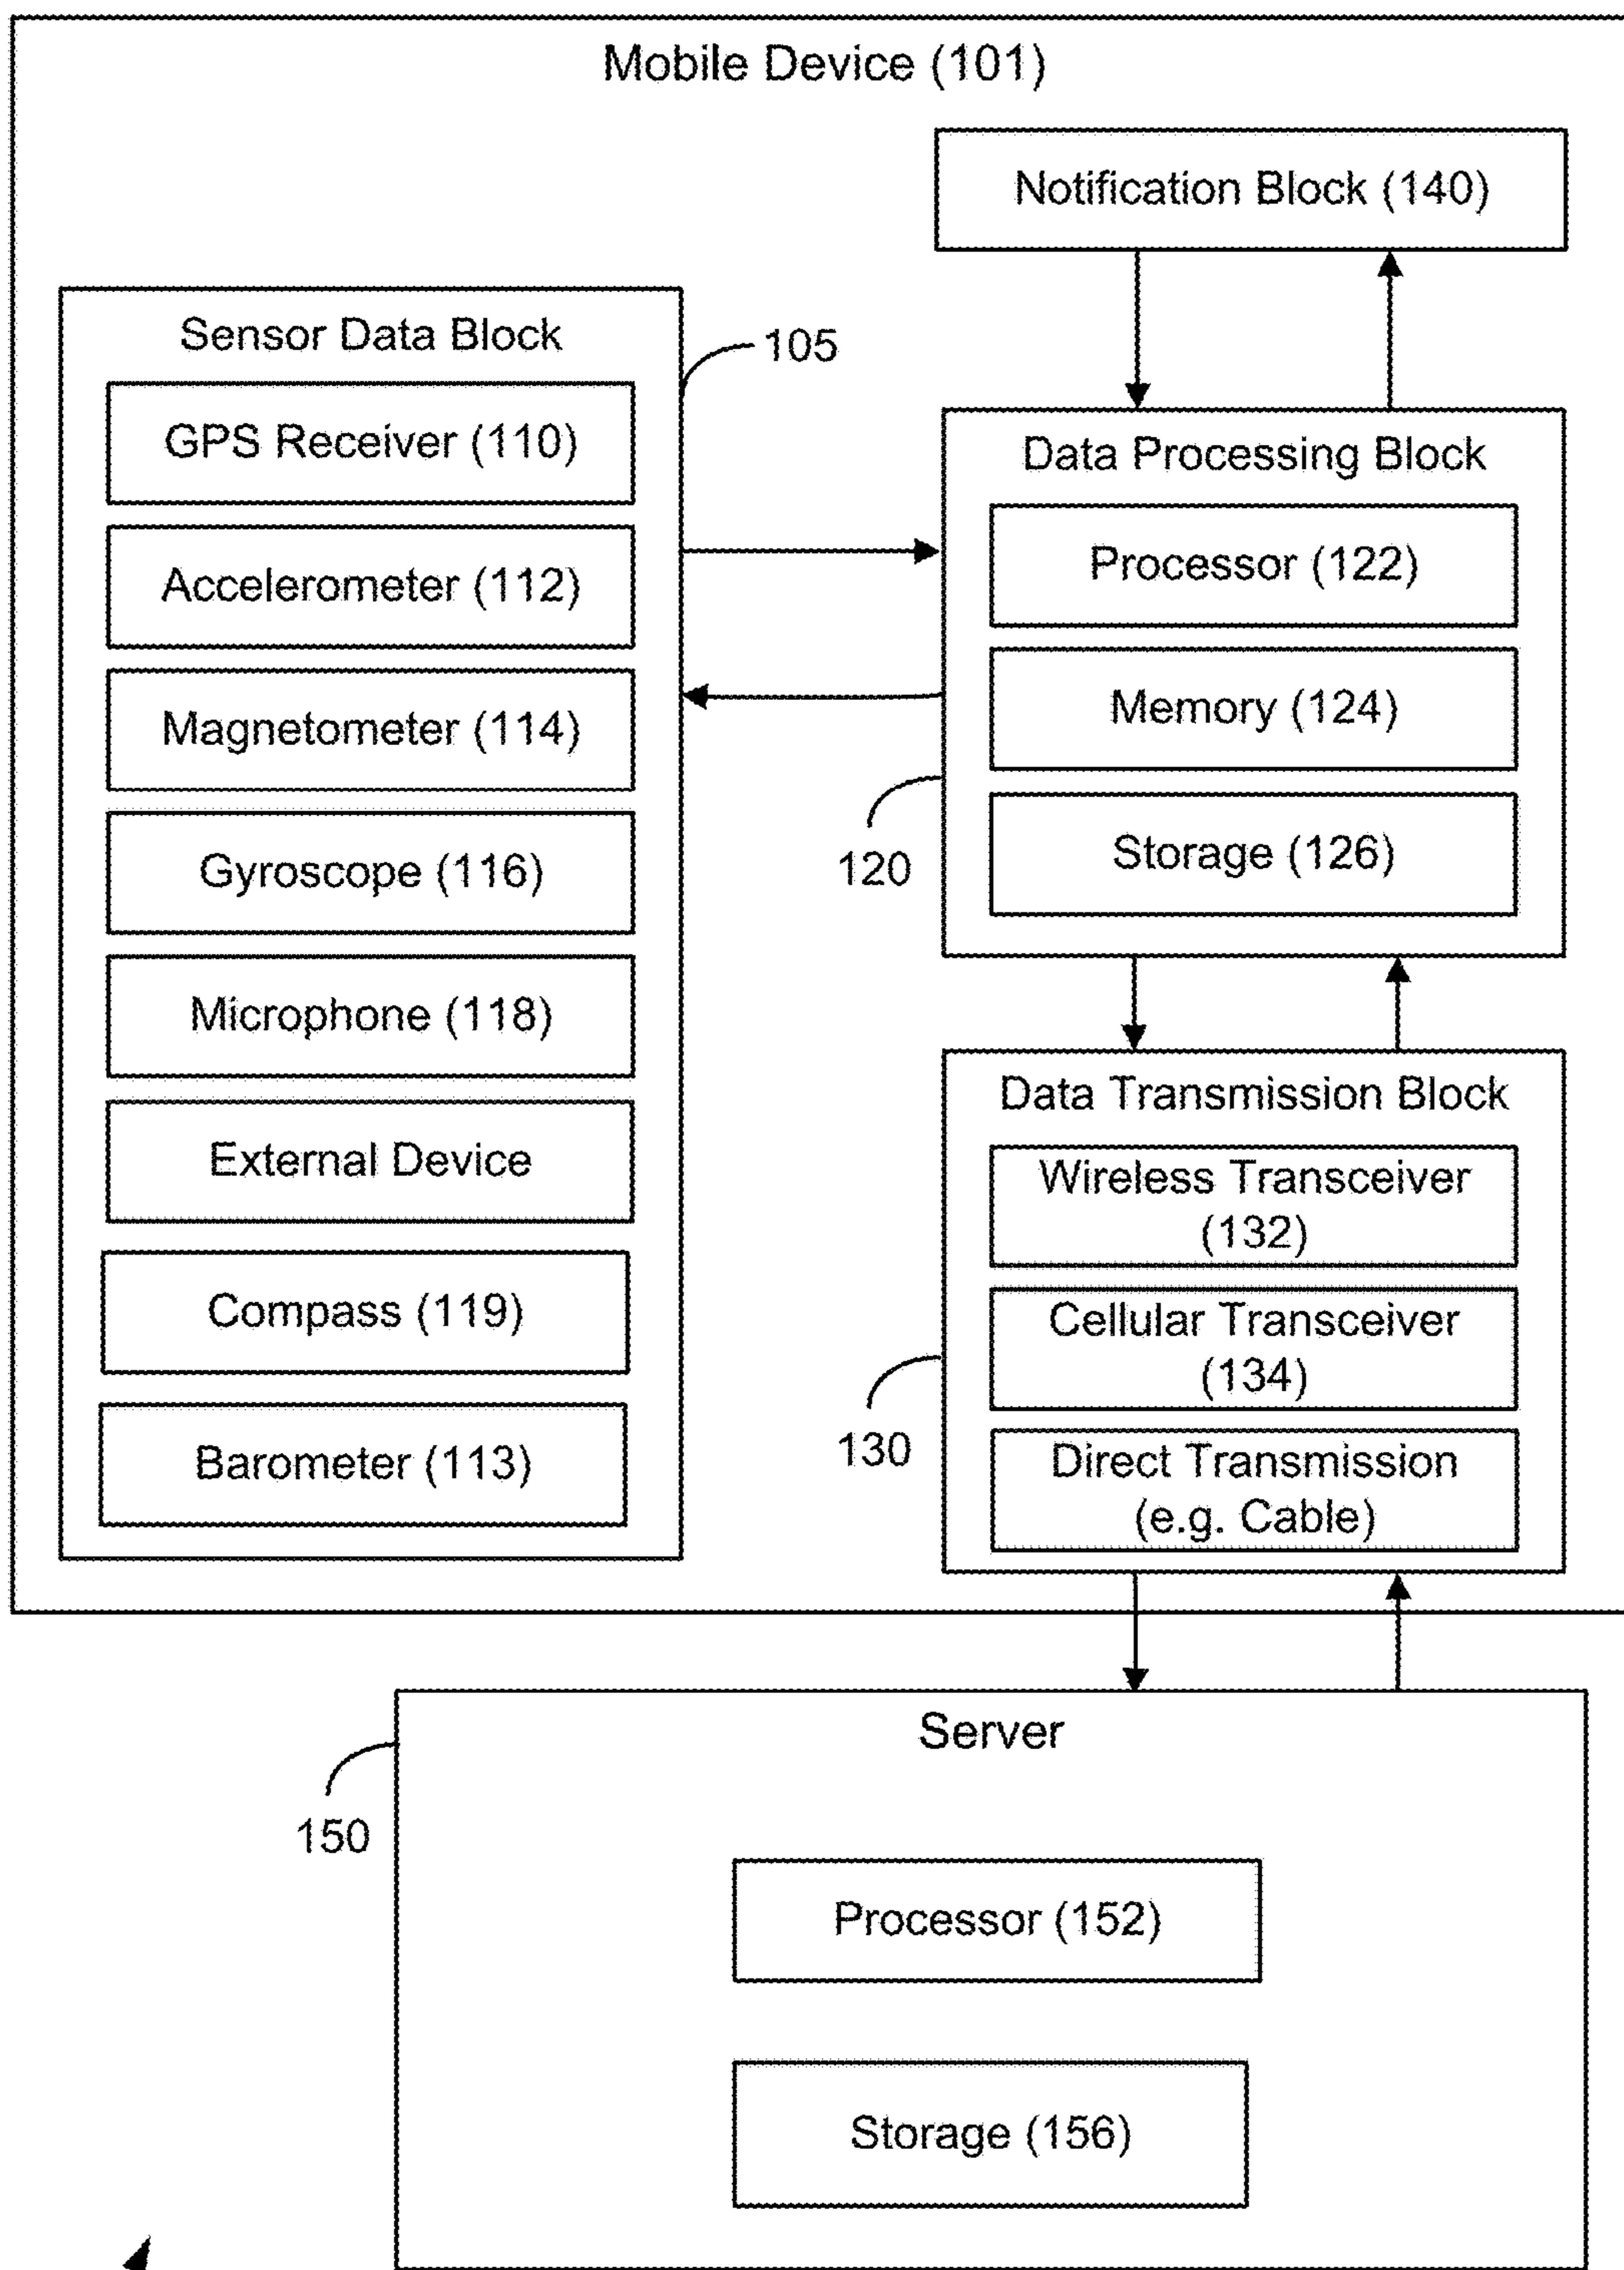 Mobile Device (101)
Notification Block (140)
Sensor Data Block
105
GPS Receiver (110)
Accelerometer (112)
Magnetometer (114)
Gyroscope (116)
Microphone (118)
External Device
Compass (119)
Barometer (113)
Data Processing Block
Processor (122)
Memory (124)
Storage (126)
120
Data Transmission Block
Wireless Transceiver
(132)
Cellular Transceiver
(134)
Direct Transmission
(e.g. Cable)
130
Server
150
Processor (152)
Storage (156)